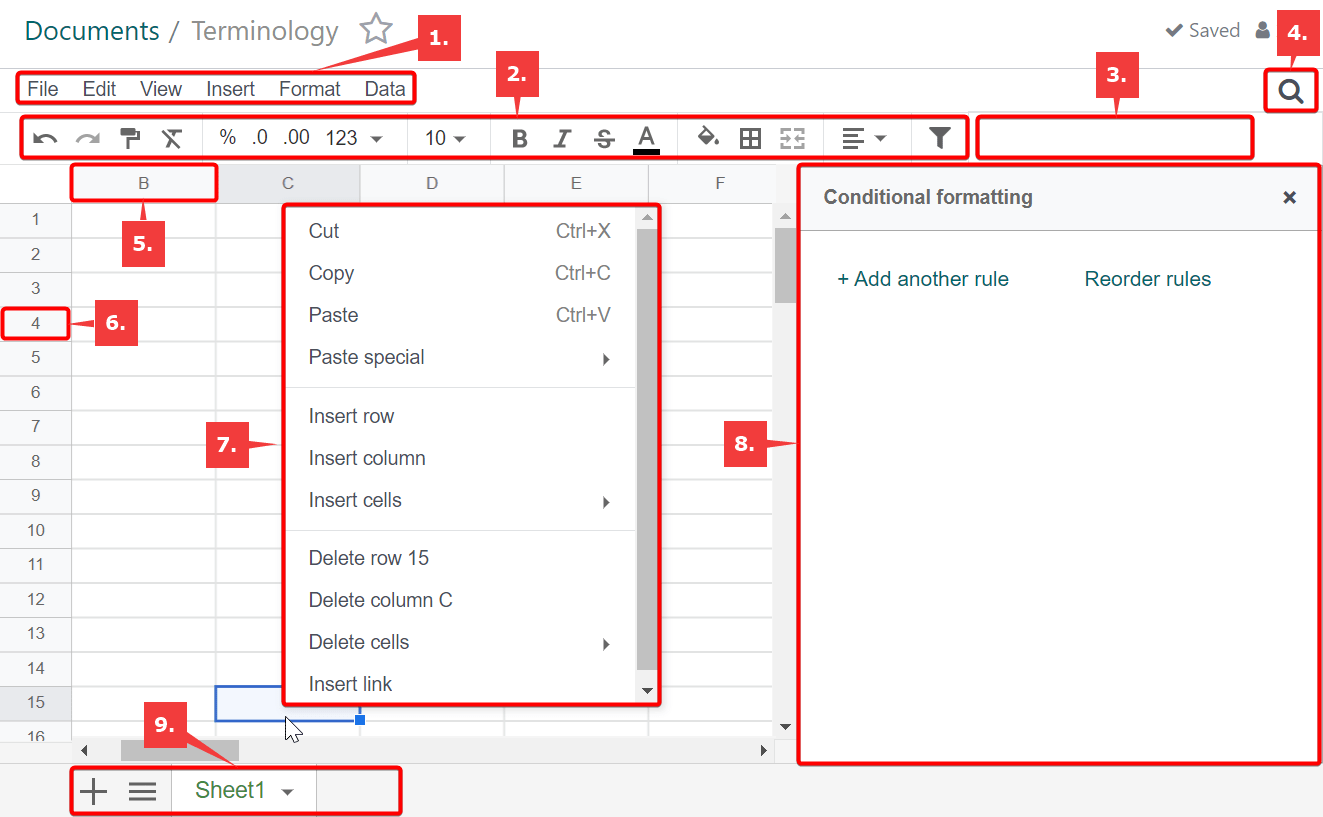 Documents / Terminology
Saved
1.
4.
File Edit View Insert Format Data
2.
3.
% .0 .00 123 10 B I S A
B C D E F
5.
1
2
3
4
5
6
7
8
9
10
11
12
13
14
15
16
6.
Cut Ctrl+X
Copy Ctrl+C
Paste Ctrl+V
Paste special
Insert row
Insert column
Insert cells
Delete row 15
Delete column C
Delete cells
Insert link
7.
8.
Conditional formatting ×
+ Add another rule Reorder rules
9.
Sheet1